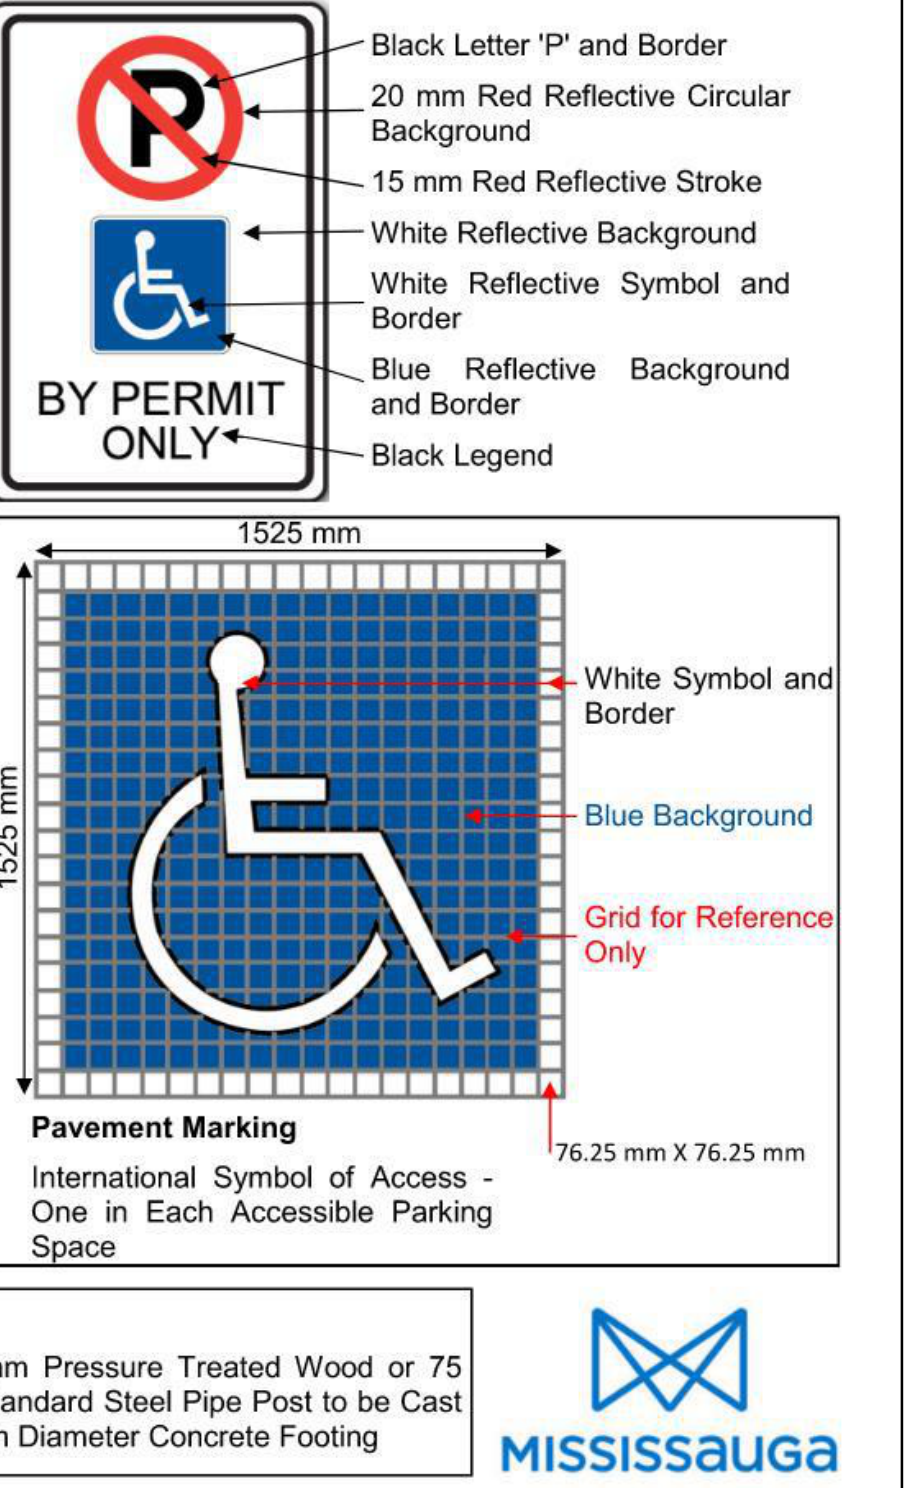 P
BY PERMIT
ONLY
Black Letter 'P' and Border
20 mm Red Reflective Circular
Background
15 mm Red Reflective Stroke
White Reflective Background
White Reflective Symbol and
Border
Blue Reflective Background
and Border
Black Legend
1525 mm
1525 mm
White Symbol and
Border
Blue Background
Grid for Reference
Only
76.25 mm X 76.25 mm
Pavement Marking
International Symbol of Access -
One in Each Accessible Parking
Space
Pressure Treated Wood or 75
Steel Pipe Post to be Cast
Diameter Concrete Footing
MISSISSAUGA